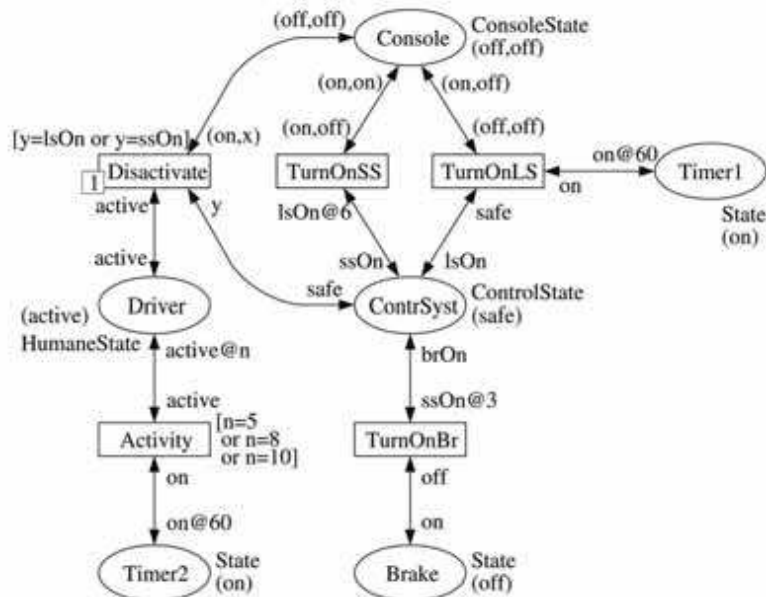 (off,off)
Console
ConsoleState
(off,off)
(on,on)
(on,off)
[y=lsOn or y=ssOn]
(on,x)
(on,off)
(off,off)
1
Disactivate
TurnOnSS
TurnOnLS
on@60
on
Timer1
active
y
lsOn@6
safe
State
(on)
active
ssOn
lsOn
Driver
safe
ContrSyst
ControlState
(safe)
(active)
HumaneState
active@n
brOn
active
ssOn@3
Activity
[n=5
or n=8
or n=10]
TurnOnBr
on
off
on@60
on
Timer2
State
(on)
Brake
State
(off)